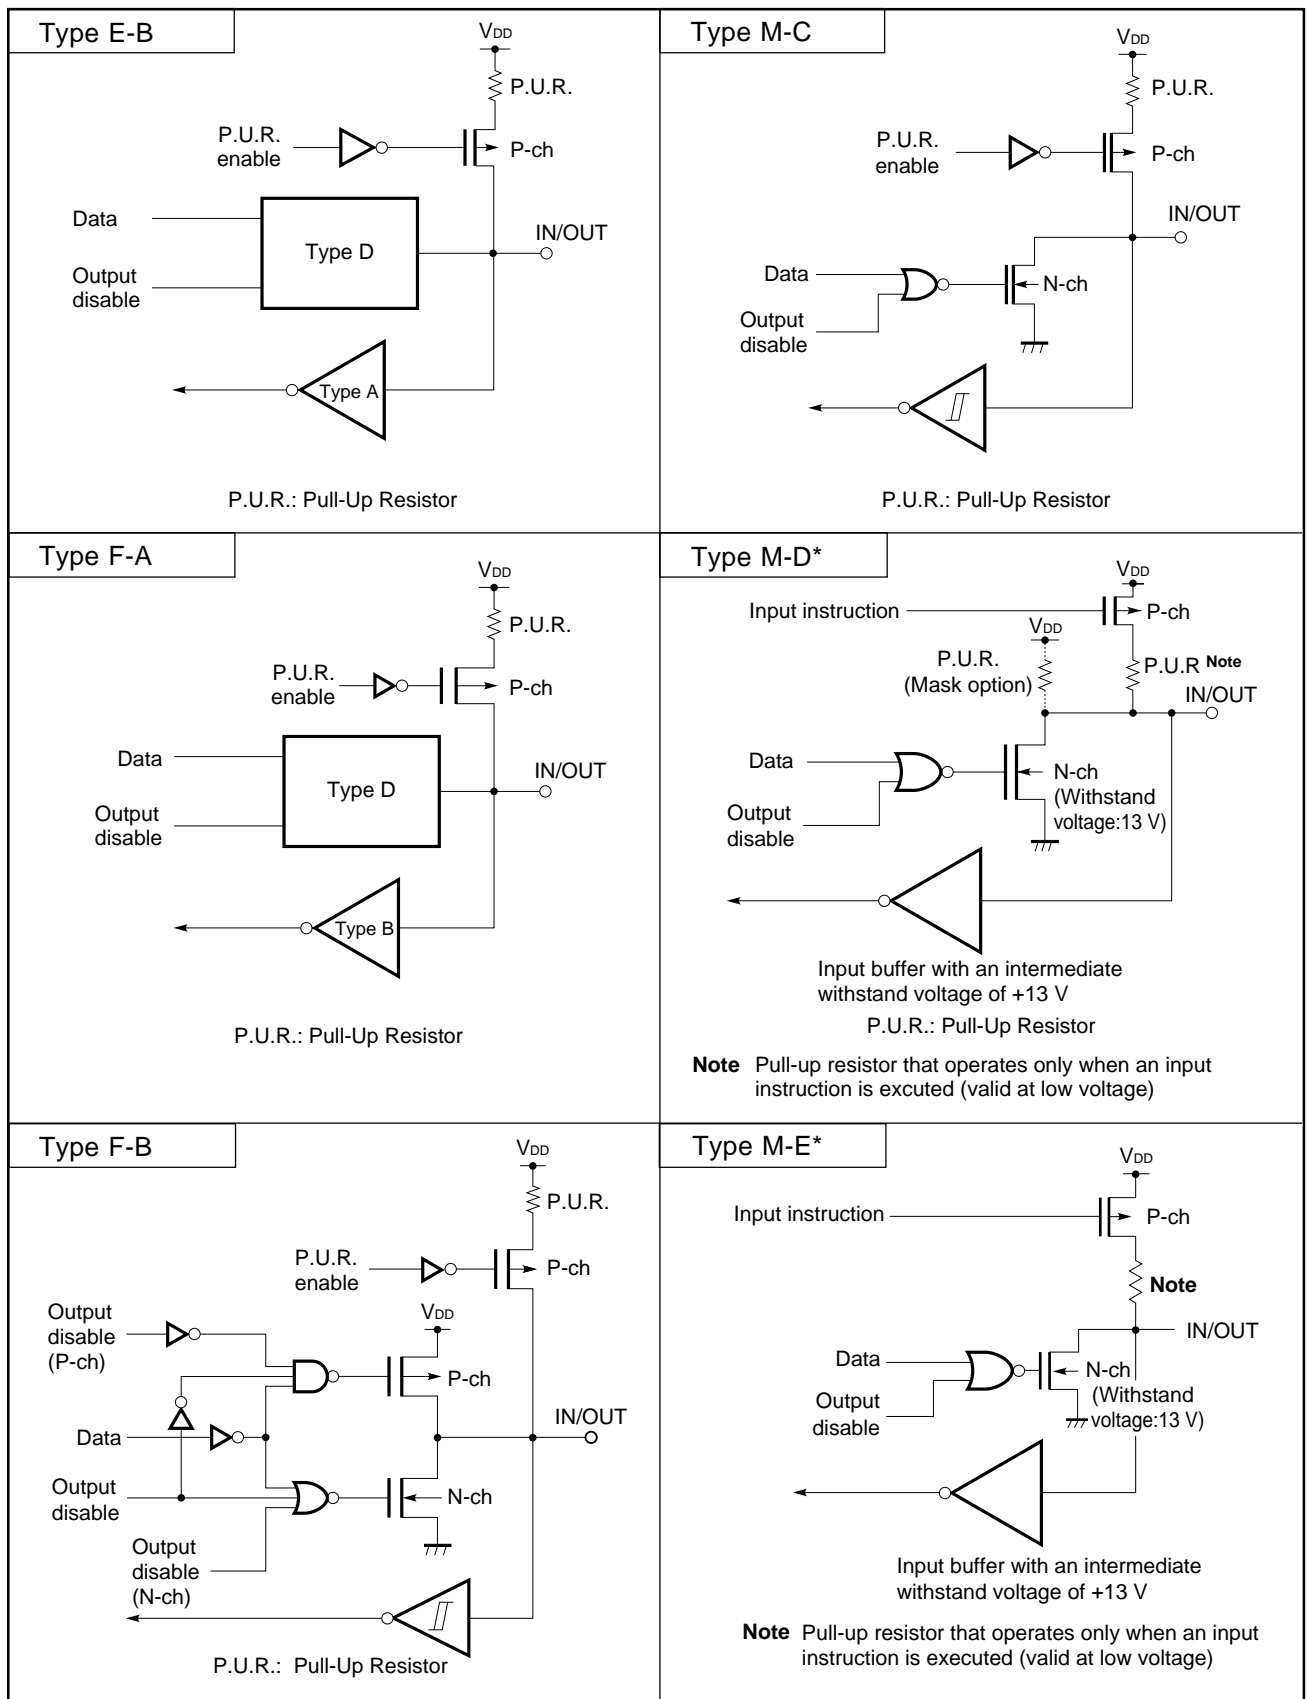 Type E-B
VDD
P.U.R.
P.U.R.
enable
P-ch
Data
Type D
IN/OUT
Output
disable
Type A
P.U.R.: Pull-Up Resistor
Type M-C
VDD
P.U.R.
P.U.R.
enable
P-ch
IN/OUT
Data
N-ch
Output
disable
P.U.R.: Pull-Up Resistor
Type F-A
VDD
P.U.R.
P.U.R.
enable
P-ch
Data
Type D
IN/OUT
Output
disable
Type B
P.U.R.: Pull-Up Resistor
Type M-D*
VDD
Input instruction
P-ch
VDD
P.U.R.
(Mask option)
P.U.R Note
IN/OUT
Data
N-ch
(Withstand
voltage:13 V)
Output
disable
Input buffer with an intermediate
withstand voltage of +13 V
P.U.R.: Pull-Up Resistor
Note Pull-up resistor that operates only when an input
instruction is excuted (valid at low voltage)
Type F-B
VDD
P.U.R.
P.U.R.
enable
P-ch
Output
disable
(P-ch)
VDD
P-ch
IN/OUT
Data
Output
disable
N-ch
Output
disable
(N-ch)
P.U.R.: Pull-Up Resistor
Type M-E*
VDD
Input instruction
P-ch
Note
IN/OUT
Data
N-ch
(Withstand
voltage:13 V)
Output
disable
Input buffer with an intermediate
withstand voltage of +13 V
Note Pull-up resistor that operates only when an input
instruction is executed (valid at low voltage)